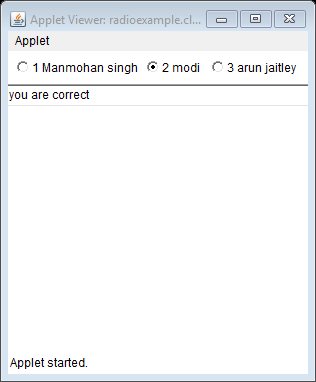 Applet Viewer: radioexample.cl...
Applet
1 Manmohan singh 2 modi 3 arun jaitley
you are correct
Applet started.